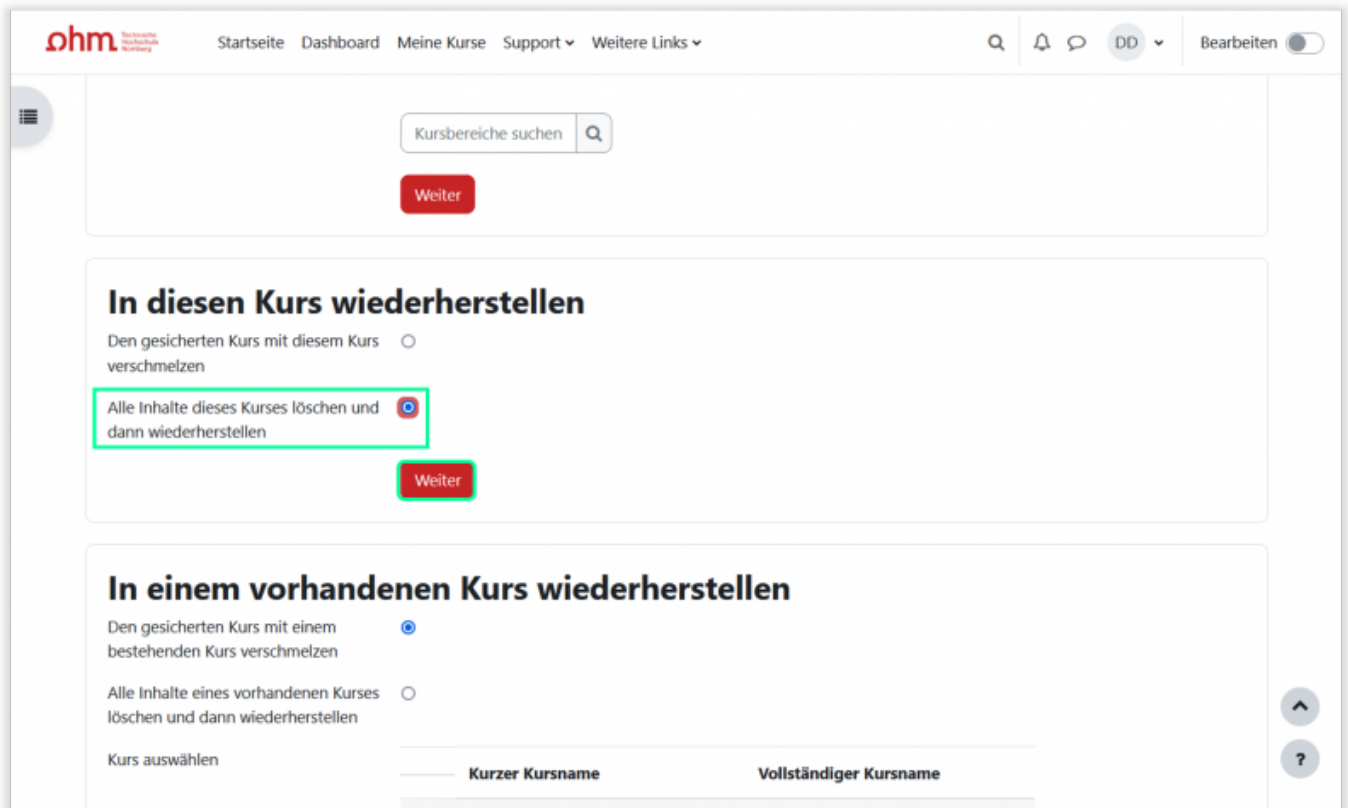 ohm Technische Hochschule Nürnberg
Startseite Dashboard Meine Kurse Support Weitere Links DD Bearbeiten
Kursbereiche suchen
Weiter
In diesen Kurs wiederherstellen
Den gesicherten Kurs mit diesem Kurs
verschmelzen
Alle Inhalte dieses Kurses löschen und
dann wiederherstellen
Weiter
In einem vorhandenen Kurs wiederherstellen
Den gesicherten Kurs mit einem
bestehenden Kurs verschmelzen
Alle Inhalte eines vorhandenen Kurses
löschen und dann wiederherstellen
?
Kurs auswählen
Kurzer Kursname Vollständiger Kursname